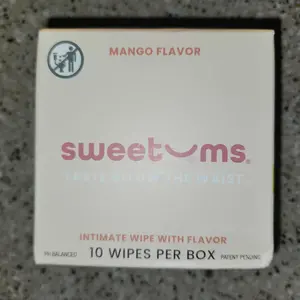 MANGO FLAVOR
sweetums®
INTIMATE WIPE WITH FLAVOR
PH BALANCED 10 WIPES PER BOX PATENT PENDING